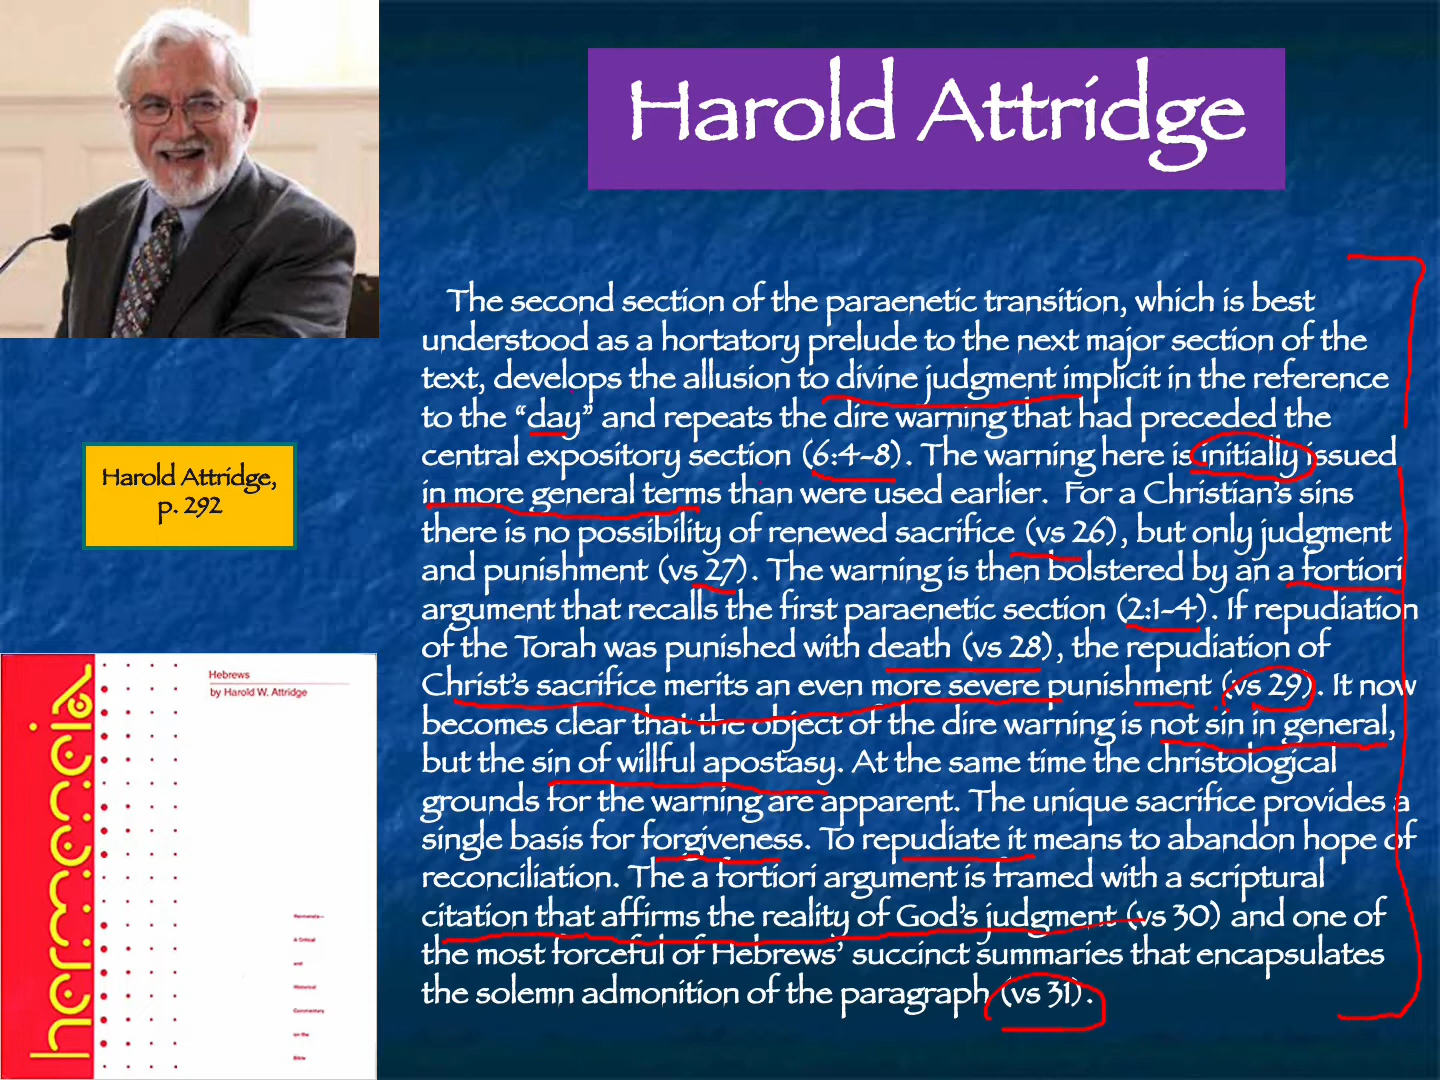 Harold Attridge
The second section of the paraenetic transition, which is best
understood as a hortatory prelude to the next major section of the
text, develops the allusion to divine judgment implicit in the reference
to the “day” and repeats the dire warning that had preceded the
central expository section (6:4-8). The warning here is initially issued
in more general terms than were used earlier. For a Christian’s sins
there is no possibility of renewed sacrifice (vs 26), but only judgment
and punishment (vs 27). The warning is then bolstered by an a fortiori
argument that recalls the first paraenetic section (2:1-4). If repudiation
of the Torah was punished with death (vs 28), the repudiation of
Christ’s sacrifice merits an even more severe punishment (vs 29). It now
becomes clear that the object of the dire warning is not sin in general,
but the sin of willful apostasy. At the same time the christological
grounds for the warning are apparent. The unique sacrifice provides a
single basis for forgiveness. To repudiate it means to abandon hope of
reconciliation. The a fortiori argument is framed with a scriptural
citation that affirms the reality of God’s judgment (vs 30) and one of
the most forceful of Hebrews’ succinct summaries that encapsulates
the solemn admonition of the paragraph (vs 31).
Harold Attridge,
p. 292
hermeneia
Hebrews
by Harold W. Attridge
Hermeneia—
A Critical
and
Historical
Commentary
on the
Bible